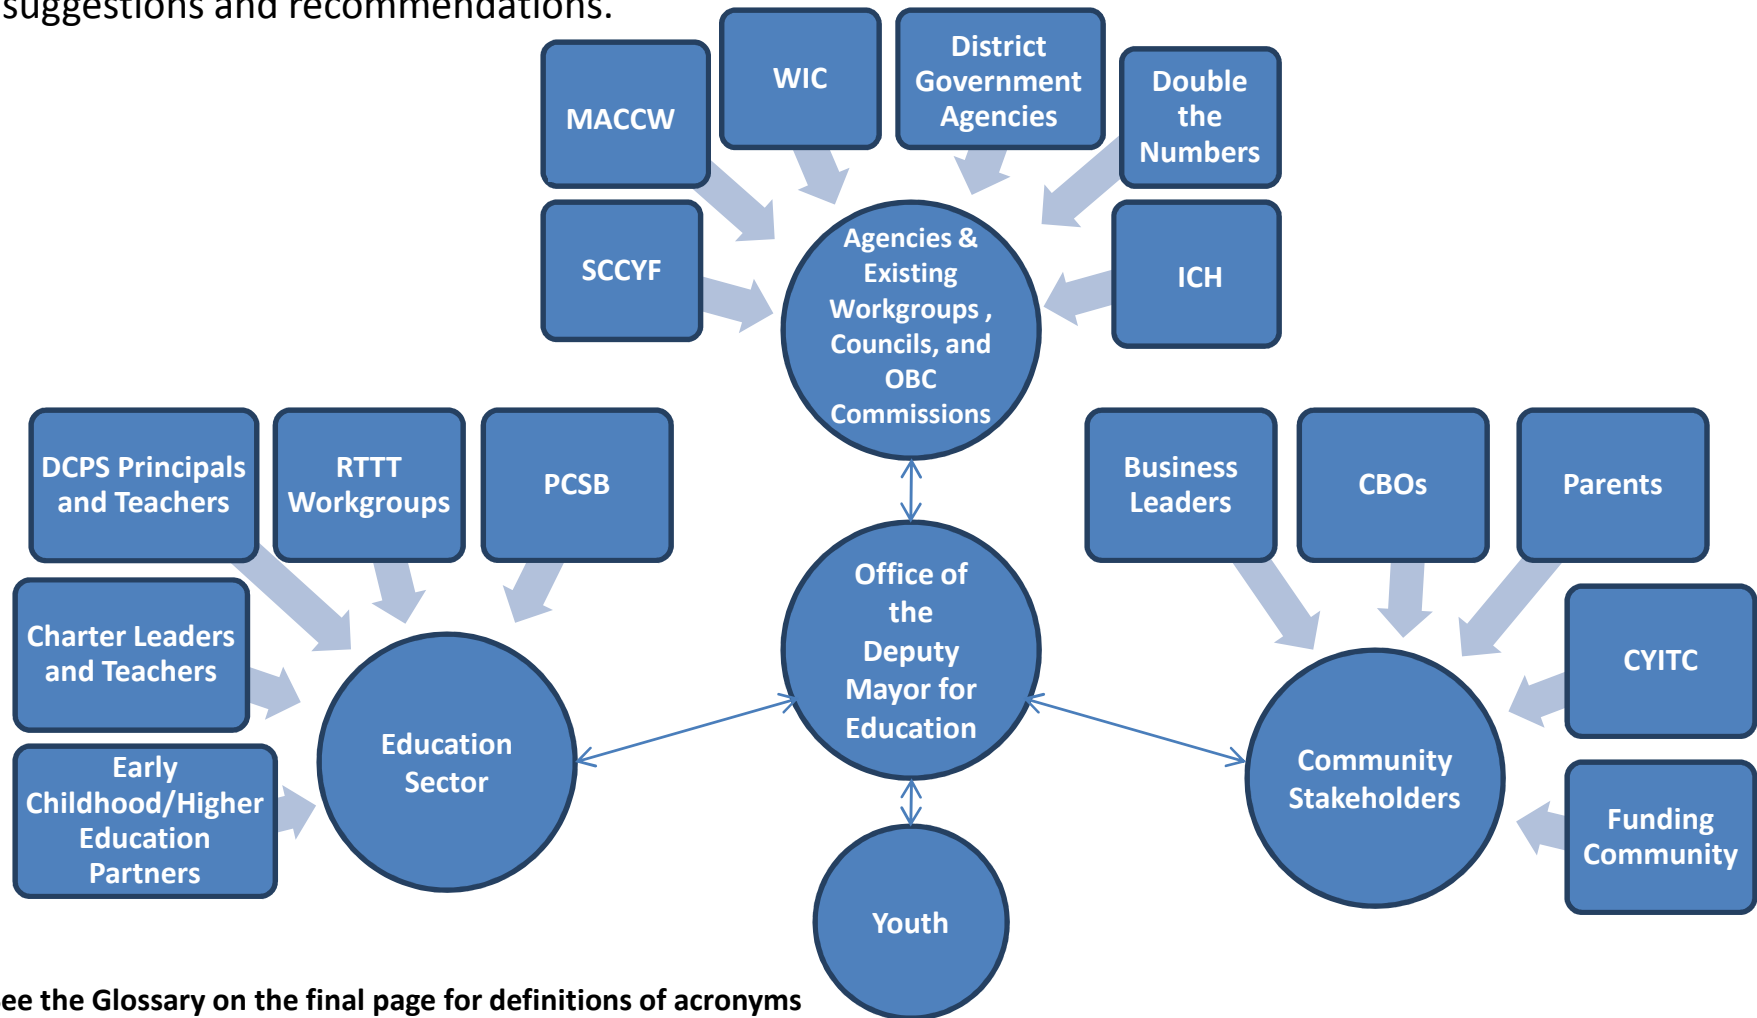 suggestions and recommendations.
MACCW
WIC
District
Government
Agencies
Double
the
Numbers
SCCYF
ICH
Agencies &
Existing
Workgroups ,
Councils, and
OBC
Commissions
DCPS Principals
and Teachers
RTTT
Workgroups
PCSB
Charter Leaders
and Teachers
Early
Childhood/Higher
Education
Partners
Education
Sector
Office of
the
Deputy
Mayor for
Education
Business
Leaders
CBOs
Parents
CYITC
Funding
Community
Community
Stakeholders
Youth
ee the Glossary on the final page for definitions of acronyms